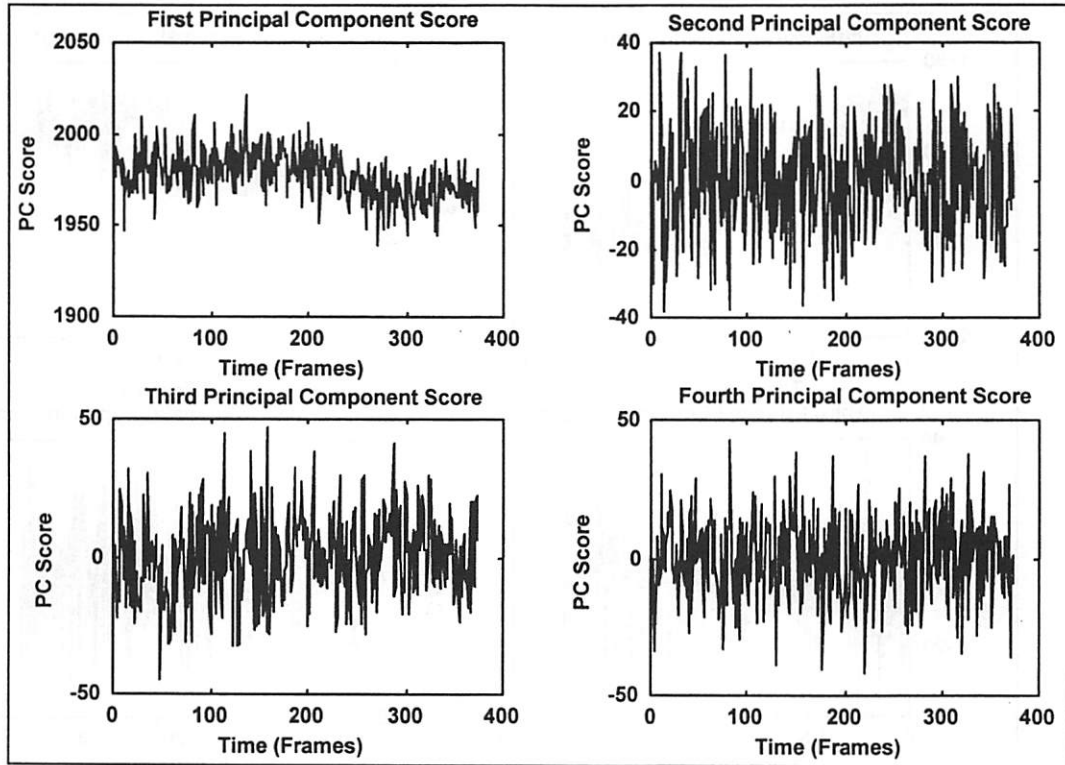 First Principal Component Score
2050
2000
1950
1900
PC Score
0 100 200 300 400
Time (Frames)
Second Principal Component Score
40
20
0
-20
-40
PC Score
0 100 200 300 400
Time (Frames)
Third Principal Component Score
50
0
-50
PC Score
0 100 200 300 400
Time (Frames)
Fourth Principal Component Score
50
0
-50
PC Score
0 100 200 300 400
Time (Frames)